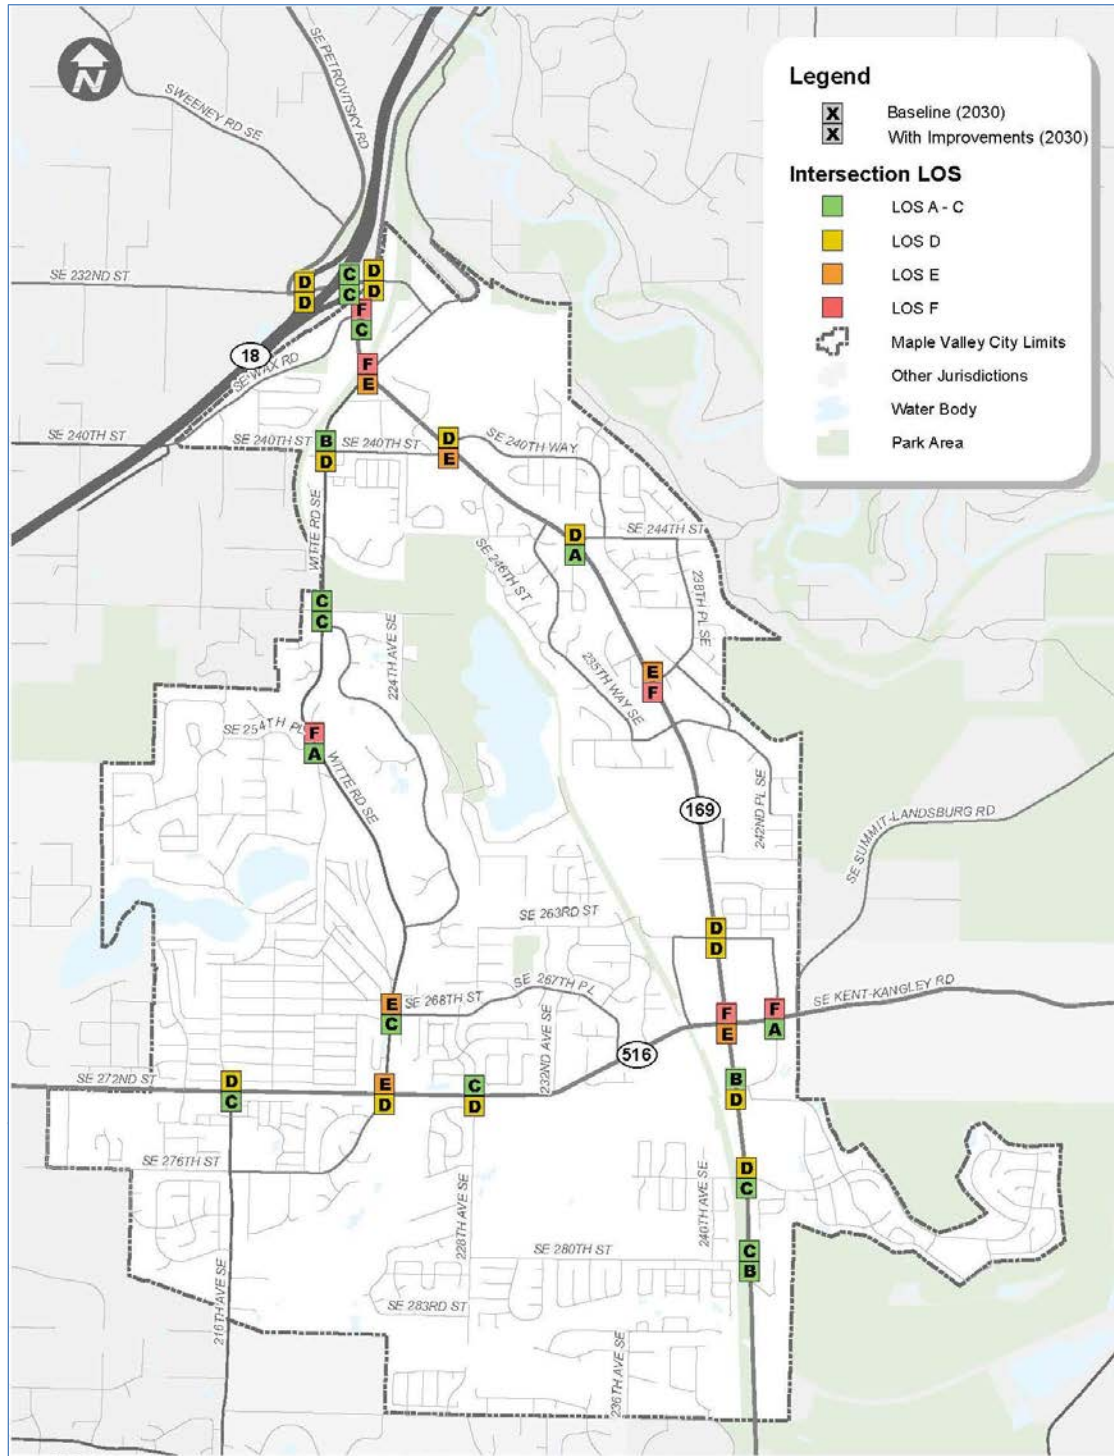 N
SE PETROVITSKY RD
SWEENEY RD SE
Legend
X Baseline (2030)
X With Improvements (2030)
Intersection LOS
LOS A - C
LOS D
LOS E
LOS F
Maple Valley City Limits
Other Jurisdictions
Water Body
Park Area
SE 232ND ST
D
D
C
C
D
D
F
C
18
SE WAX RD
F
E
SE 240TH ST
SE 240TH ST
B
D
SE 240TH ST
D
E
SE 240TH WAY
D
A
SE 244TH ST
WITTE RD SE
SE 246TH ST
238TH PL SE
C
C
224TH AVE SE
235TH WAY SE
E
F
SE 254TH PL
F
A
WITTE RD SE
169
242ND PL SE
SE SUMMIT-LANDSBURG RD
SE 263RD ST
D
D
SE 267TH PL
SE 268TH ST
E
C
232ND AVE SE
SE KENT-KANGLEY RD
F
E
F
A
516
SE 272ND ST
D
C
E
D
C
D
B
D
SE 276TH ST
228TH AVE SE
240TH AVE SE
D
C
SE 280TH ST
C
B
216TH AVE SE
SE 283RD ST
236TH AVE SE